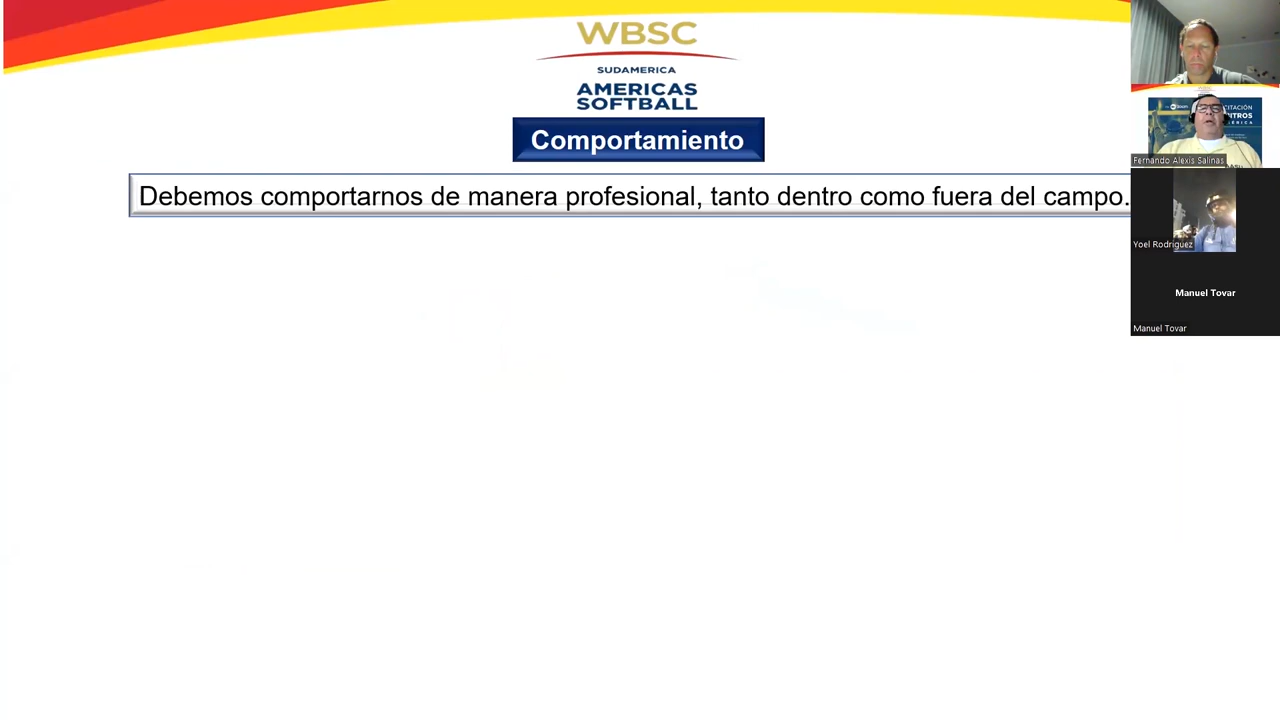 WBSC
SUDAMERICA
AMERICAS
SOFTBALL
Comportamiento
Debemos comportarnos de manera profesional, tanto dentro como fuera del campo.
Fernando Alexis Salinas
Yoel Rodriguez
Manuel Tovar
Manuel Tovar